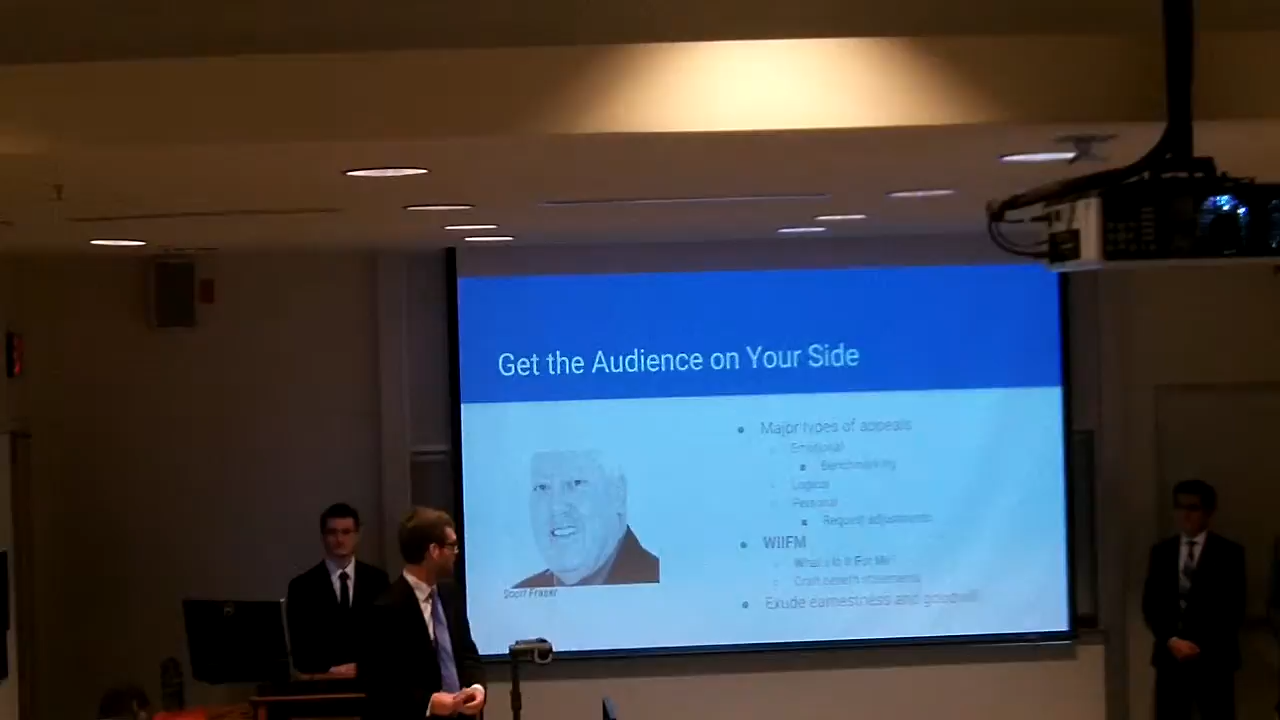 Get the Audience on Your Side
Major types of appeals
Emotional
Benchmarking
Logical
Personal
Request adjustments
WIIFM
What's In It For Me
Craft benefit statements
Exude earnestness and goodwill
Scott Fraser